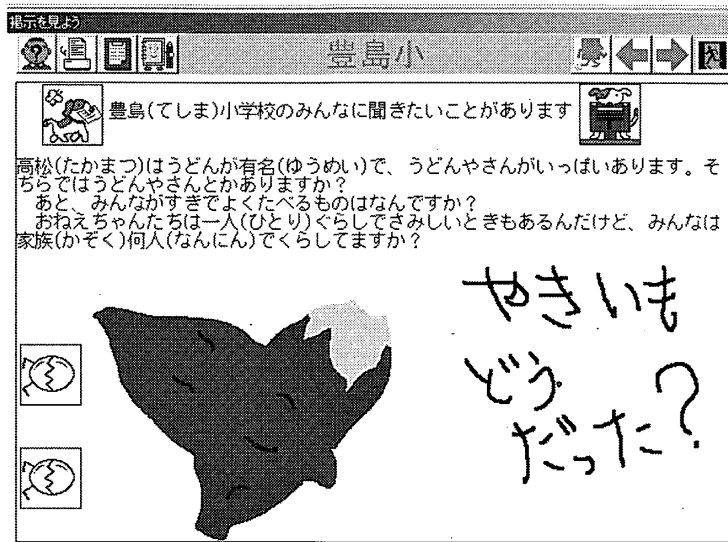 掲示を見よう
豊島小
豊島(てしま)小学校のみんなに聞きたいことがあります
高松(たかまつ)はうどんが有名(ゆうめい)で、うどんやさんがいっぱいあります。そ
ちらではうどんやさんとかありますか?
あと、みんながすきでよくたべるものはなんですか?
おねえちゃんたちは一人(ひとり)ぐらしでさみしいときもあるんだけど、みんなは
家族(かぞく)何人(なんにん)でくらしてますか?
やきいも
どう
だった?